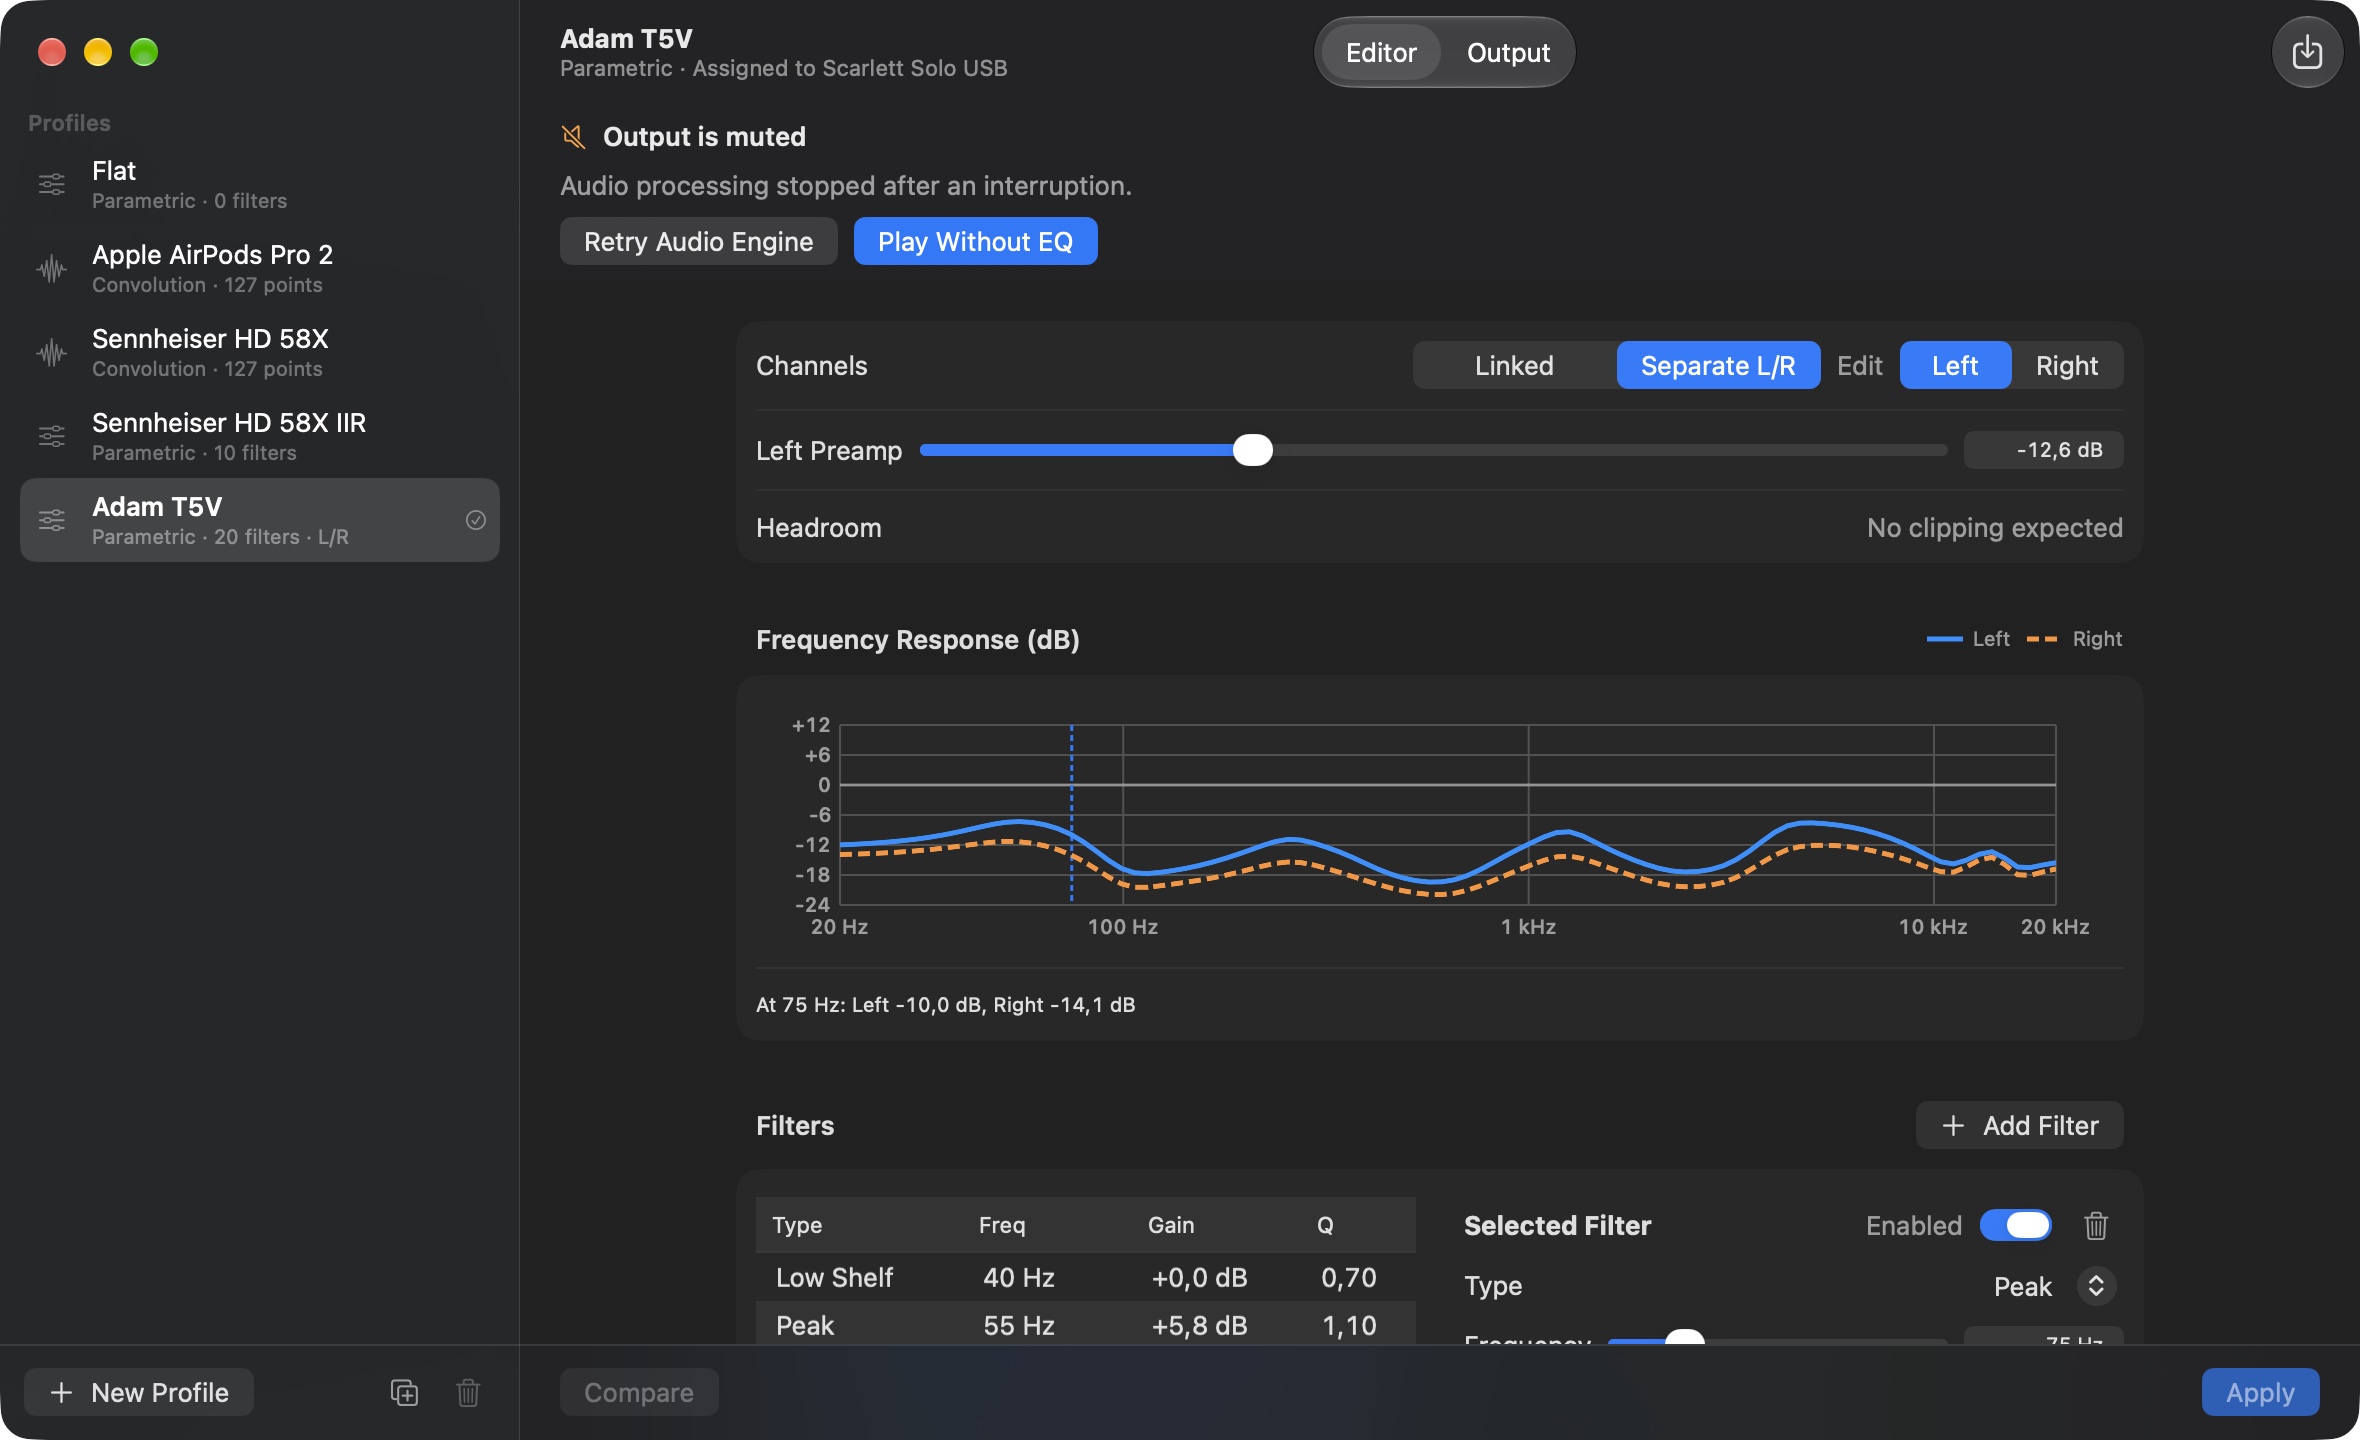 Profiles
Flat
Parametric · 0 filters
Apple AirPods Pro 2
Convolution · 127 points
Sennheiser HD 58X
Convolution · 127 points
Sennheiser HD 58X IIR
Parametric · 10 filters
Adam T5V
Parametric · 20 filters · L/R
New Profile
Adam T5V
Parametric · Assigned to Scarlett Solo USB
Editor Output
Output is muted
Audio processing stopped after an interruption.
Retry Audio Engine Play Without EQ
Channels Linked Separate L/R Edit Left Right
Left Preamp -12,6 dB
Headroom No clipping expected
Frequency Response (dB) Left Right
+12
+6
0
-6
-12
-18
-24
20 Hz 100 Hz 1 kHz 10 kHz 20 kHz
At 75 Hz: Left -10,0 dB, Right -14,1 dB
Filters Add Filter
Type Freq Gain Q
Low Shelf 40 Hz +0,0 dB 0,70
Peak 55 Hz +5,8 dB 1,10
Selected Filter Enabled
Type Peak
Frequency 75 Hz
Compare Apply